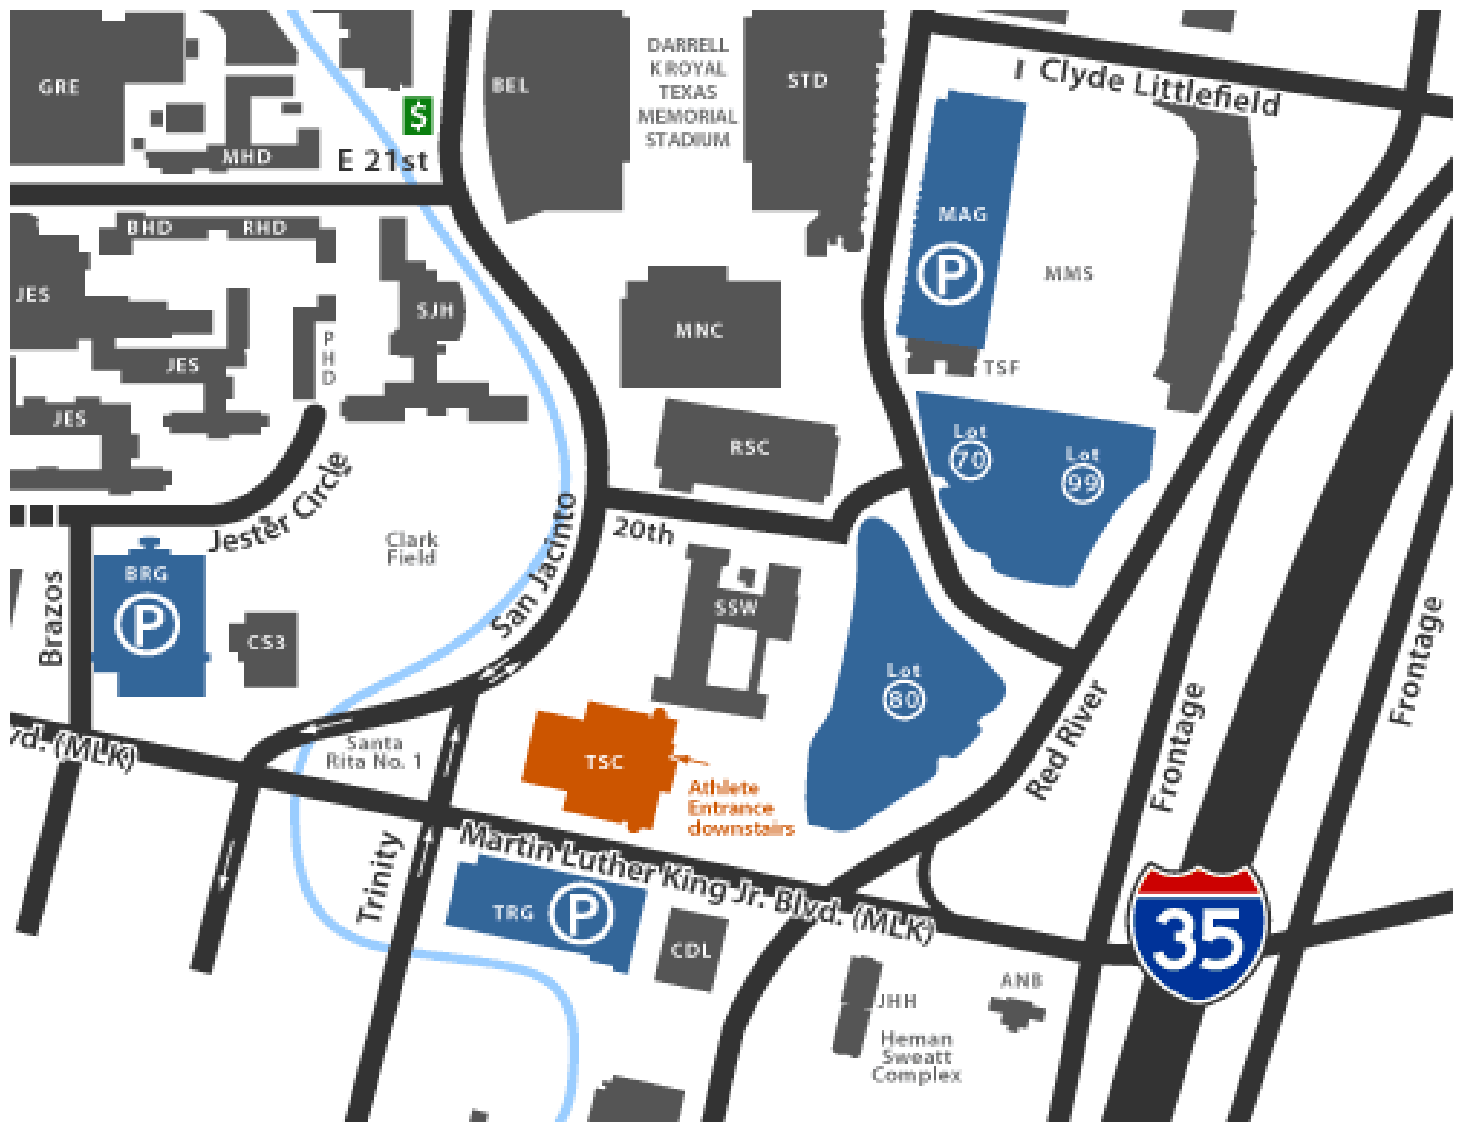 DARRELL
K ROYAL
TEXAS
MEMORIAL
STADIUM
GRE
BEL
STD
Clyde Littlefield
$
MHD
E 21st
MAG
P
BHD
RHD
MMS
JES
SJH
MNC
P
H
D
JES
TSF
JES
RSC
Lot
70
Lot
99
Jester Circle
San Jacinto
20th
Clark
Field
BRG
P
Brazos
SSW
CS3
Frontage
Lot
80
Red River
Frontage
vd. (MLK)
Santa
Rita No. 1
TSC
Athlete
Entrance
downstairs
Trinity
Martin Luther King Jr. Blvd. (MLK)
TRG
P
CDL
35
JHH
ANB
Heman
Sweatt
Complex